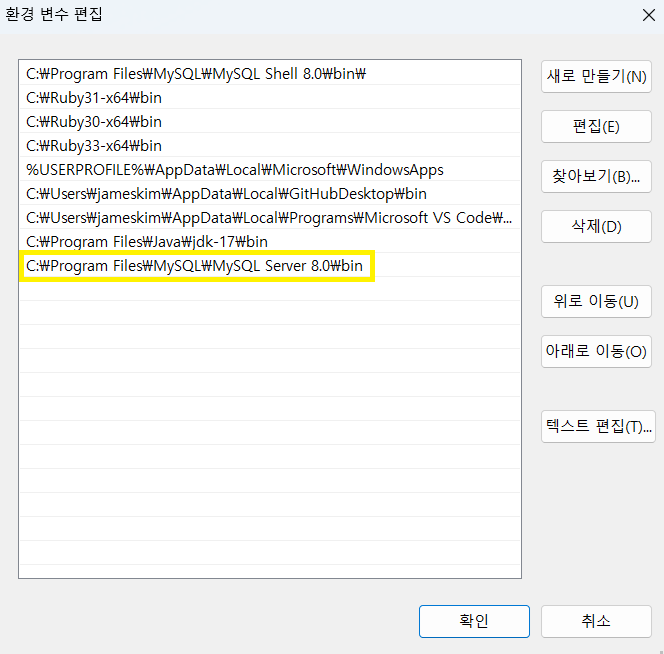 환경 변수 편집
C:₩Program Files₩MySQL₩MySQL Shell 8.0₩bin₩
C:₩Ruby31-x64₩bin
C:₩Ruby30-x64₩bin
C:₩Ruby33-x64₩bin
%USERPROFILE%₩AppData₩Local₩Microsoft₩WindowsApps
C:₩Users₩jameskim₩AppData₩Local₩GitHubDesktop₩bin
C:₩Users₩jameskim₩AppData₩Local₩Programs₩Microsoft VS Code₩...
C:₩Program Files₩Java₩jdk-17₩bin
C:₩Program Files₩MySQL₩MySQL Server 8.0₩bin
새로 만들기(N)
편집(E)
찾아보기(B)...
삭제(D)
위로 이동(U)
아래로 이동(O)
텍스트 편집(T)...
확인
취소